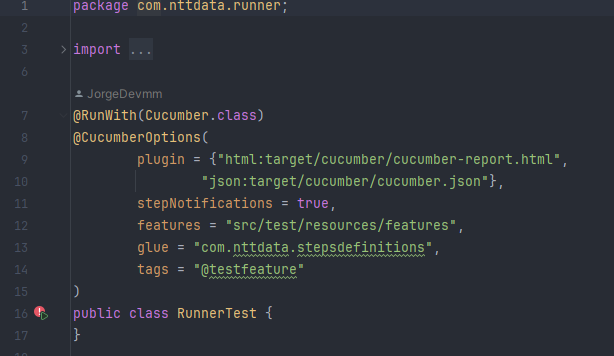 1 package com.nttdata.runner;
2
3 import ...
6
JorgeDevmm
7 @RunWith(Cucumber.class)
8 @CucumberOptions(
9 plugin = {"html:target/cucumber/cucumber-report.html",
10 "json:target/cucumber/cucumber.json"},
11 stepNotifications = true,
12 features = "src/test/resources/features",
13 glue = "com.nttdata.stepsdefinitions",
14 tags = "@testfeature"
15 )
16 public class RunnerTest {
17 }